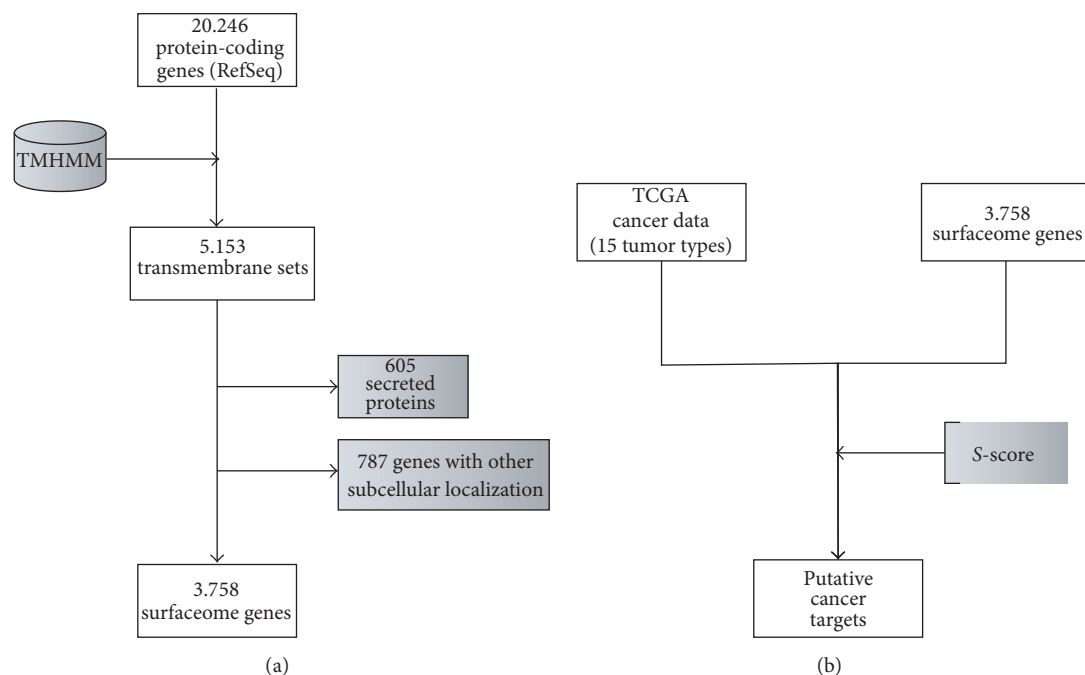 20.246
protein-coding
genes (RefSeq)
TMHMM
5.153
transmembrane sets
605
secreted
proteins
787 genes with other
subcellular localization
3.758
surfaceome genes
(a)
TCGA
cancer data
(15 tumor types)
3.758
surfaceome genes
S-score
Putative
cancer
targets
(b)